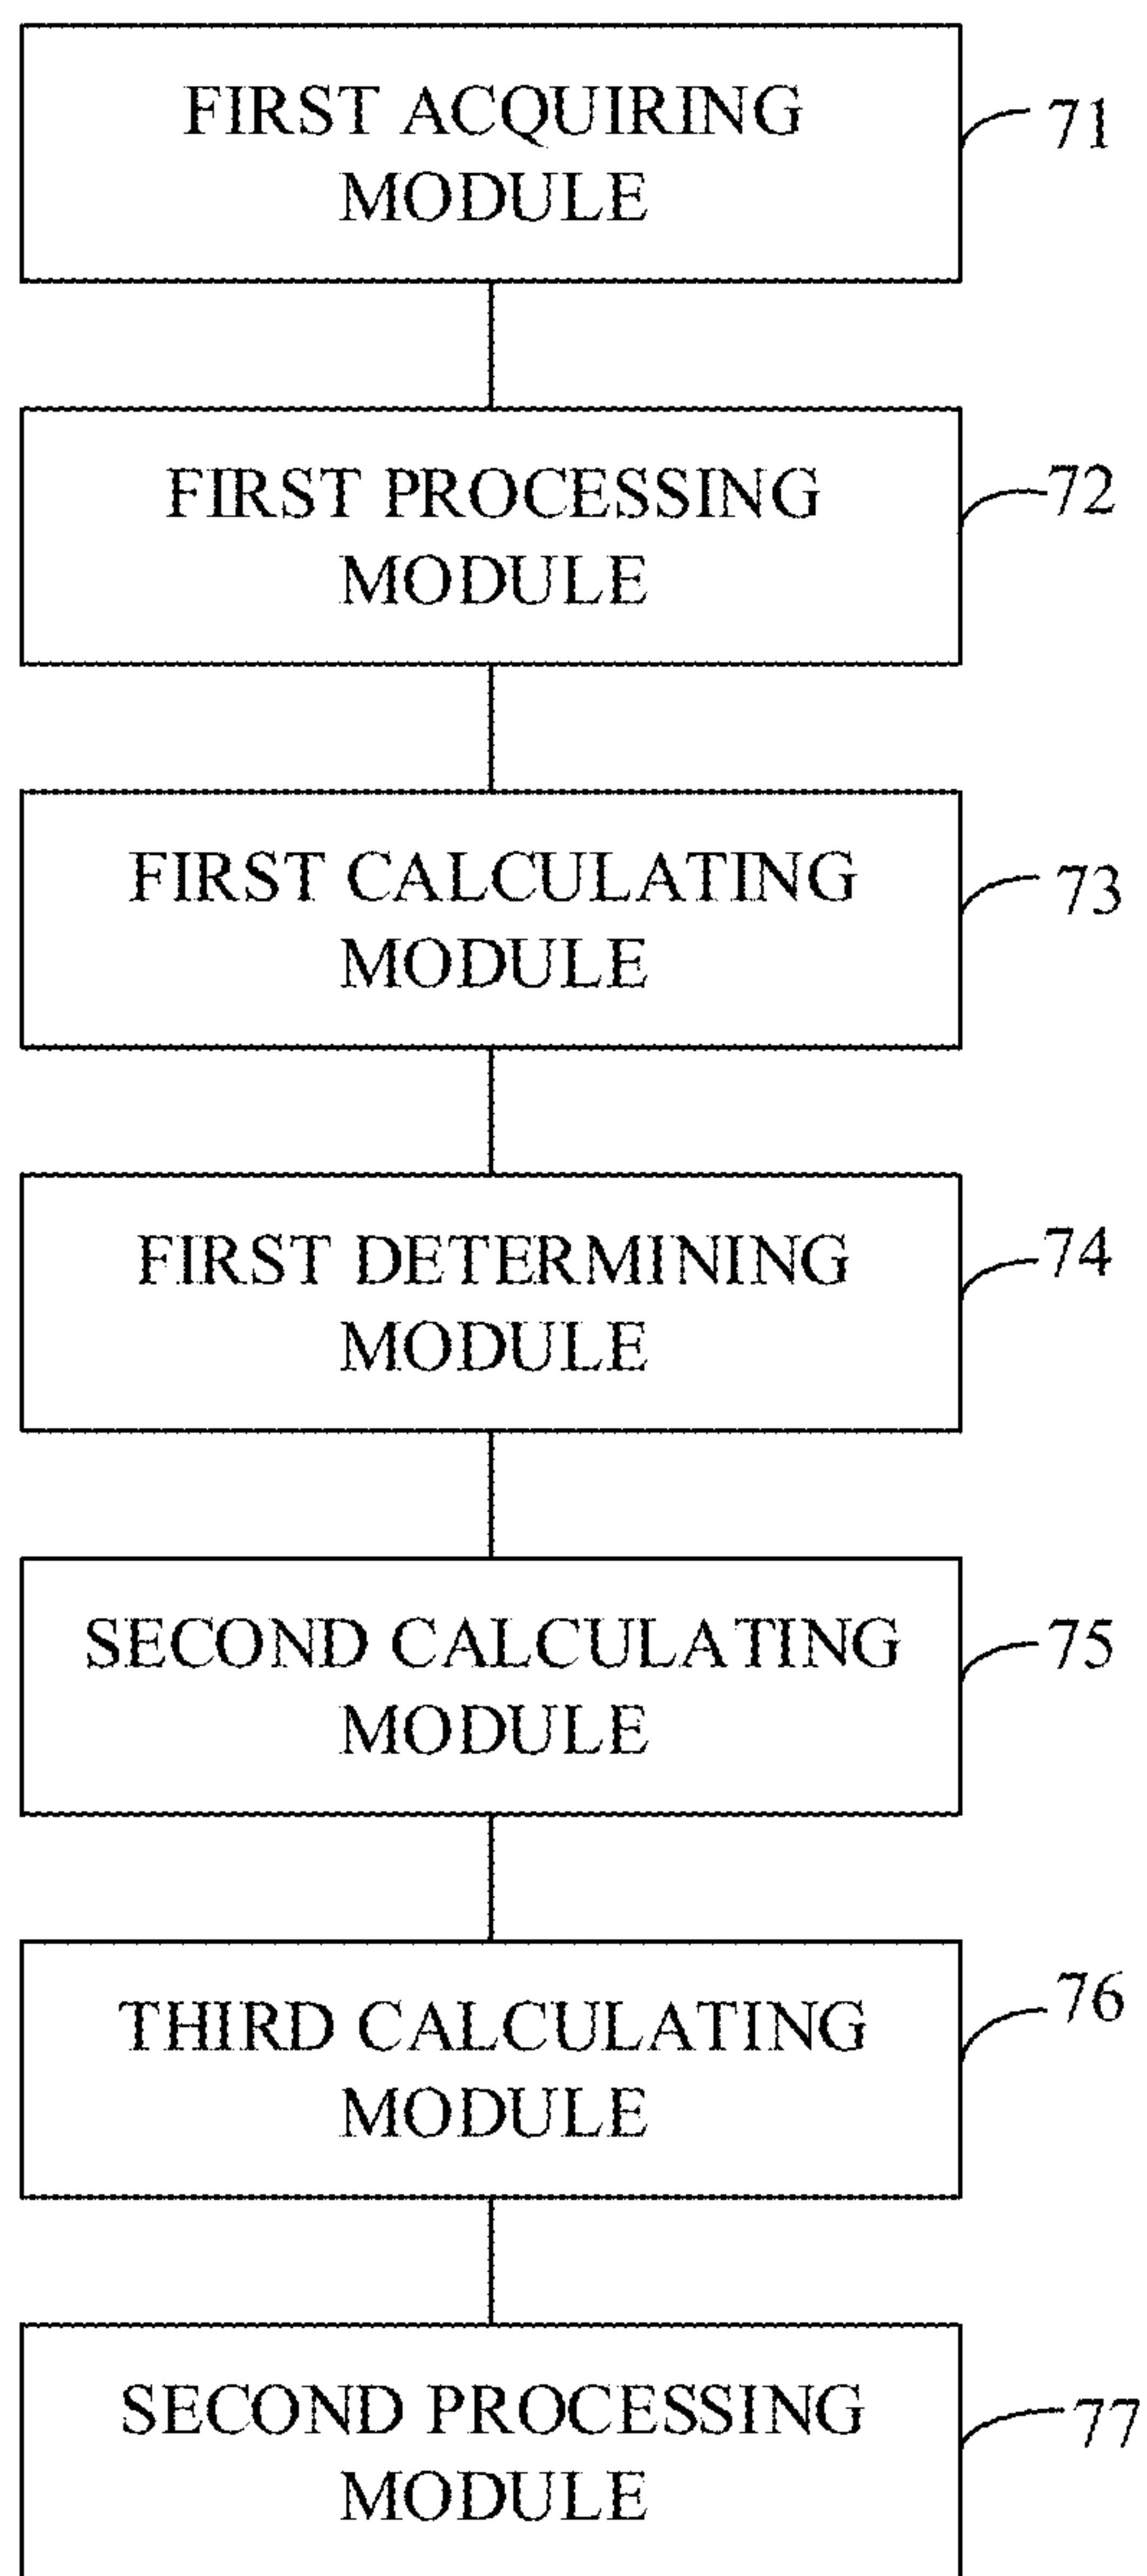 FIRST ACQUIRING
MODULE
71
FIRST PROCESSING
MODULE
72
FIRST CALCULATING
MODULE
73
FIRST DETERMINING
MODULE
74
SECOND CALCULATING
MODULE
75
THIRD CALCULATING
MODULE
76
SECOND PROCESSING
MODULE
77